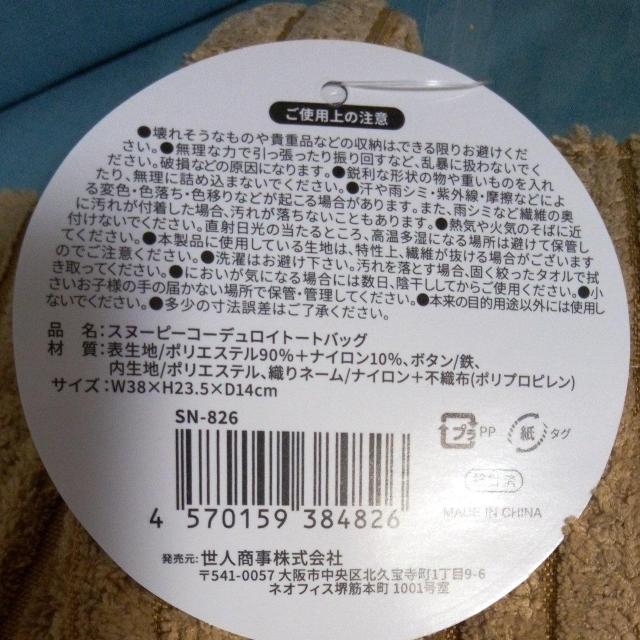 ご使用上の注意
●壊れそうなものや貴重品などの収納はできる限りお避けくだ
さい。●無理な力で引っ張ったり振り回すなど、乱暴に扱わないでく
ださい。破損などの原因になります。●鋭利な形状の物や重いものを入れ
たり、無理に詰め込まないでください。●汗や雨シミ・紫外線・摩擦などによ
る変色・色落ち・色移りなどが起こる場合があります。また、雨シミなど繊維の奥
に汚れが付着した場合、汚れが落ちないこともあります。●熱気や火気のそばに近
付けないでください。直射日光の当たるところ、高温多湿になる場所は避けて保管し
てください。●本製品に使用している生地は、特性上、繊維が抜ける場合がございます
のでご注意ください。●洗濯はお避け下さい。汚れを落とす場合、固く絞ったタオルで拭
き取ってください。●においが気になる場合には数日、陰干ししてからご使用ください。●小
さいお子様の手の届かない場所で保管・管理してください。●本来の目的用途以外には使用し
ないでください。●多少の寸法誤差はご了承ください。
品 名:スヌーピーコーデュロイトートバッグ
材 質:表生地/ポリエステル90%+ナイロン10%、ボタン/鉄、
内生地/ポリエステル、織りネーム/ナイロン+不織布(ポリプロピレン)
サイズ:W38×H23.5×D14cm
SN-826
プラ PP 紙 タグ
検針済
MADE IN CHINA
4 570159 384826
発売元: 世人商事株式会社
〒541-0057 大阪市中央区北久宝寺町1丁目9-6
ネオフィス堺筋本町 1001号室